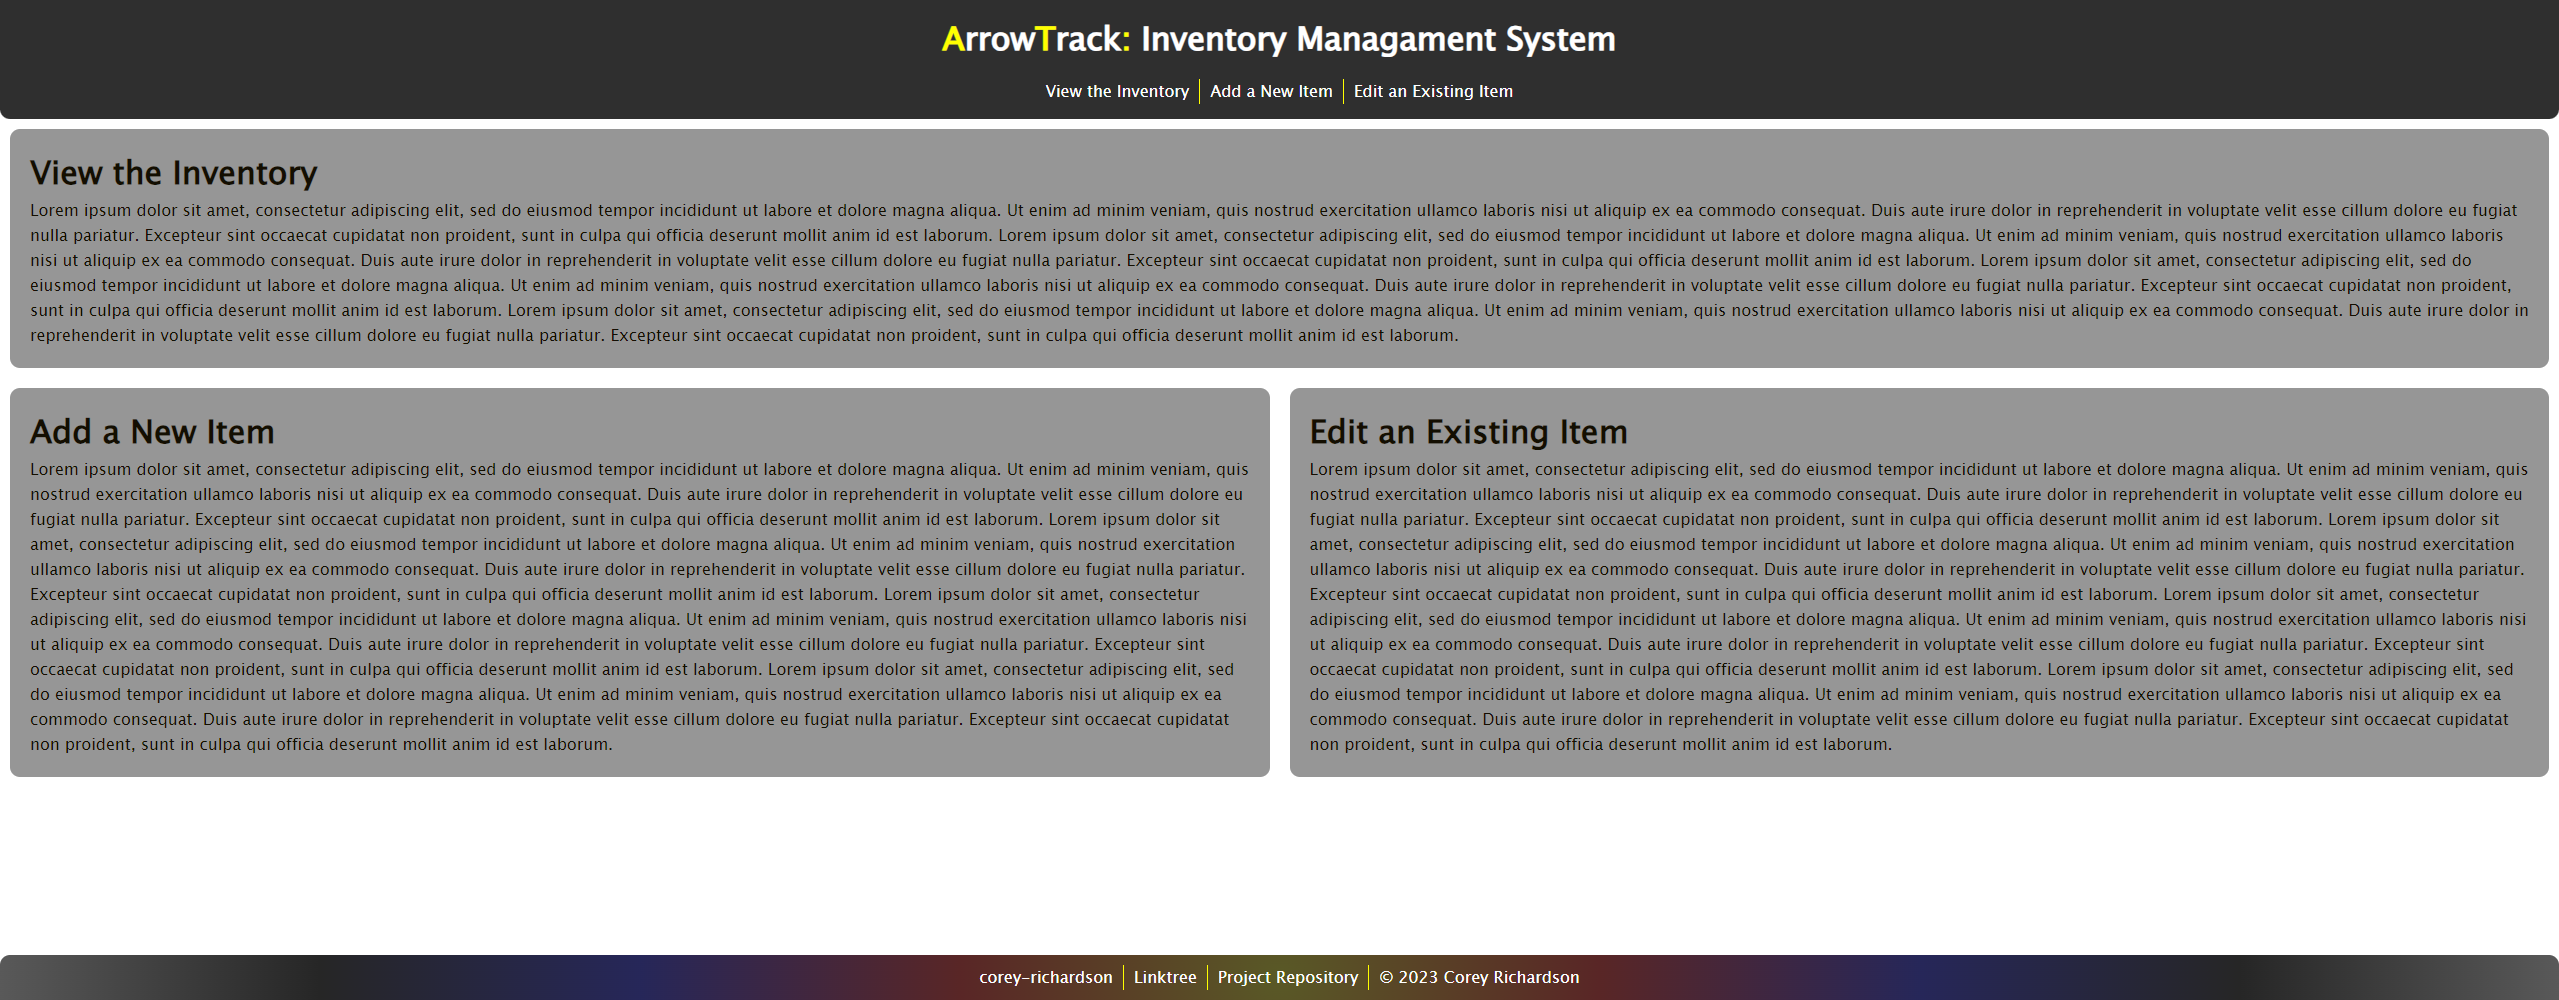 ArrowTrack: Inventory Managament System
View the Inventory
Add a New Item
Edit an Existing Item
View the Inventory
Lorem ipsum dolor sit amet, consectetur adipiscing elit, sed do eiusmod tempor incididunt ut labore et dolore magna aliqua. Ut enim ad minim veniam, quis nostrud exercitation ullamco laboris nisi ut aliquip ex ea commodo consequat. Duis aute irure dolor in reprehenderit in voluptate velit esse cillum dolore eu fugiat
nulla pariatur. Excepteur sint occaecat cupidatat non proident, sunt in culpa qui officia deserunt mollit anim id est laborum. Lorem ipsum dolor sit amet, consectetur adipiscing elit, sed do eiusmod tempor incididunt ut labore et dolore magna aliqua. Ut enim ad minim veniam, quis nostrud exercitation ullamco laboris
nisi ut aliquip ex ea commodo consequat. Duis aute irure dolor in reprehenderit in voluptate velit esse cillum dolore eu fugiat nulla pariatur. Excepteur sint occaecat cupidatat non proident, sunt in culpa qui officia deserunt mollit anim id est laborum. Lorem ipsum dolor sit amet, consectetur adipiscing elit, sed do
eiusmod tempor incididunt ut labore et dolore magna aliqua. Ut enim ad minim veniam, quis nostrud exercitation ullamco laboris nisi ut aliquip ex ea commodo consequat. Duis aute irure dolor in reprehenderit in voluptate velit esse cillum dolore eu fugiat nulla pariatur. Excepteur sint occaecat cupidatat non proident,
sunt in culpa qui officia deserunt mollit anim id est laborum. Lorem ipsum dolor sit amet, consectetur adipiscing elit, sed do eiusmod tempor incididunt ut labore et dolore magna aliqua. Ut enim ad minim veniam, quis nostrud exercitation ullamco laboris nisi ut aliquip ex ea commodo consequat. Duis aute irure dolor in
reprehenderit in voluptate velit esse cillum dolore eu fugiat nulla pariatur. Excepteur sint occaecat cupidatat non proident, sunt in culpa qui officia deserunt mollit anim id est laborum.
Add a New Item
Lorem ipsum dolor sit amet, consectetur adipiscing elit, sed do eiusmod tempor incididunt ut labore et dolore magna aliqua. Ut enim ad minim veniam, quis
nostrud exercitation ullamco laboris nisi ut aliquip ex ea commodo consequat. Duis aute irure dolor in reprehenderit in voluptate velit esse cillum dolore eu
fugiat nulla pariatur. Excepteur sint occaecat cupidatat non proident, sunt in culpa qui officia deserunt mollit anim id est laborum. Lorem ipsum dolor sit
amet, consectetur adipiscing elit, sed do eiusmod tempor incididunt ut labore et dolore magna aliqua. Ut enim ad minim veniam, quis nostrud exercitation
ullamco laboris nisi ut aliquip ex ea commodo consequat. Duis aute irure dolor in reprehenderit in voluptate velit esse cillum dolore eu fugiat nulla pariatur.
Excepteur sint occaecat cupidatat non proident, sunt in culpa qui officia deserunt mollit anim id est laborum. Lorem ipsum dolor sit amet, consectetur
adipiscing elit, sed do eiusmod tempor incididunt ut labore et dolore magna aliqua. Ut enim ad minim veniam, quis nostrud exercitation ullamco laboris nisi
ut aliquip ex ea commodo consequat. Duis aute irure dolor in reprehenderit in voluptate velit esse cillum dolore eu fugiat nulla pariatur. Excepteur sint
occaecat cupidatat non proident, sunt in culpa qui officia deserunt mollit anim id est laborum. Lorem ipsum dolor sit amet, consectetur adipiscing elit, sed
do eiusmod tempor incididunt ut labore et dolore magna aliqua. Ut enim ad minim veniam, quis nostrud exercitation ullamco laboris nisi ut aliquip ex ea
commodo consequat. Duis aute irure dolor in reprehenderit in voluptate velit esse cillum dolore eu fugiat nulla pariatur. Excepteur sint occaecat cupidatat
non proident, sunt in culpa qui officia deserunt mollit anim id est laborum.
Edit an Existing Item
Lorem ipsum dolor sit amet, consectetur adipiscing elit, sed do eiusmod tempor incididunt ut labore et dolore magna aliqua. Ut enim ad minim veniam, quis
nostrud exercitation ullamco laboris nisi ut aliquip ex ea commodo consequat. Duis aute irure dolor in reprehenderit in voluptate velit esse cillum dolore eu
fugiat nulla pariatur. Excepteur sint occaecat cupidatat non proident, sunt in culpa qui officia deserunt mollit anim id est laborum. Lorem ipsum dolor sit
amet, consectetur adipiscing elit, sed do eiusmod tempor incididunt ut labore et dolore magna aliqua. Ut enim ad minim veniam, quis nostrud exercitation
ullamco laboris nisi ut aliquip ex ea commodo consequat. Duis aute irure dolor in reprehenderit in voluptate velit esse cillum dolore eu fugiat nulla pariatur.
Excepteur sint occaecat cupidatat non proident, sunt in culpa qui officia deserunt mollit anim id est laborum. Lorem ipsum dolor sit amet, consectetur
adipiscing elit, sed do eiusmod tempor incididunt ut labore et dolore magna aliqua. Ut enim ad minim veniam, quis nostrud exercitation ullamco laboris nisi
ut aliquip ex ea commodo consequat. Duis aute irure dolor in reprehenderit in voluptate velit esse cillum dolore eu fugiat nulla pariatur. Excepteur sint
occaecat cupidatat non proident, sunt in culpa qui officia deserunt mollit anim id est laborum. Lorem ipsum dolor sit amet, consectetur adipiscing elit, sed
do eiusmod tempor incididunt ut labore et dolore magna aliqua. Ut enim ad minim veniam, quis nostrud exercitation ullamco laboris nisi ut aliquip ex ea
commodo consequat. Duis aute irure dolor in reprehenderit in voluptate velit esse cillum dolore eu fugiat nulla pariatur. Excepteur sint occaecat cupidatat
non proident, sunt in culpa qui officia deserunt mollit anim id est laborum.
corey-richardson
Linktree
Project Repository
© 2023 Corey Richardson